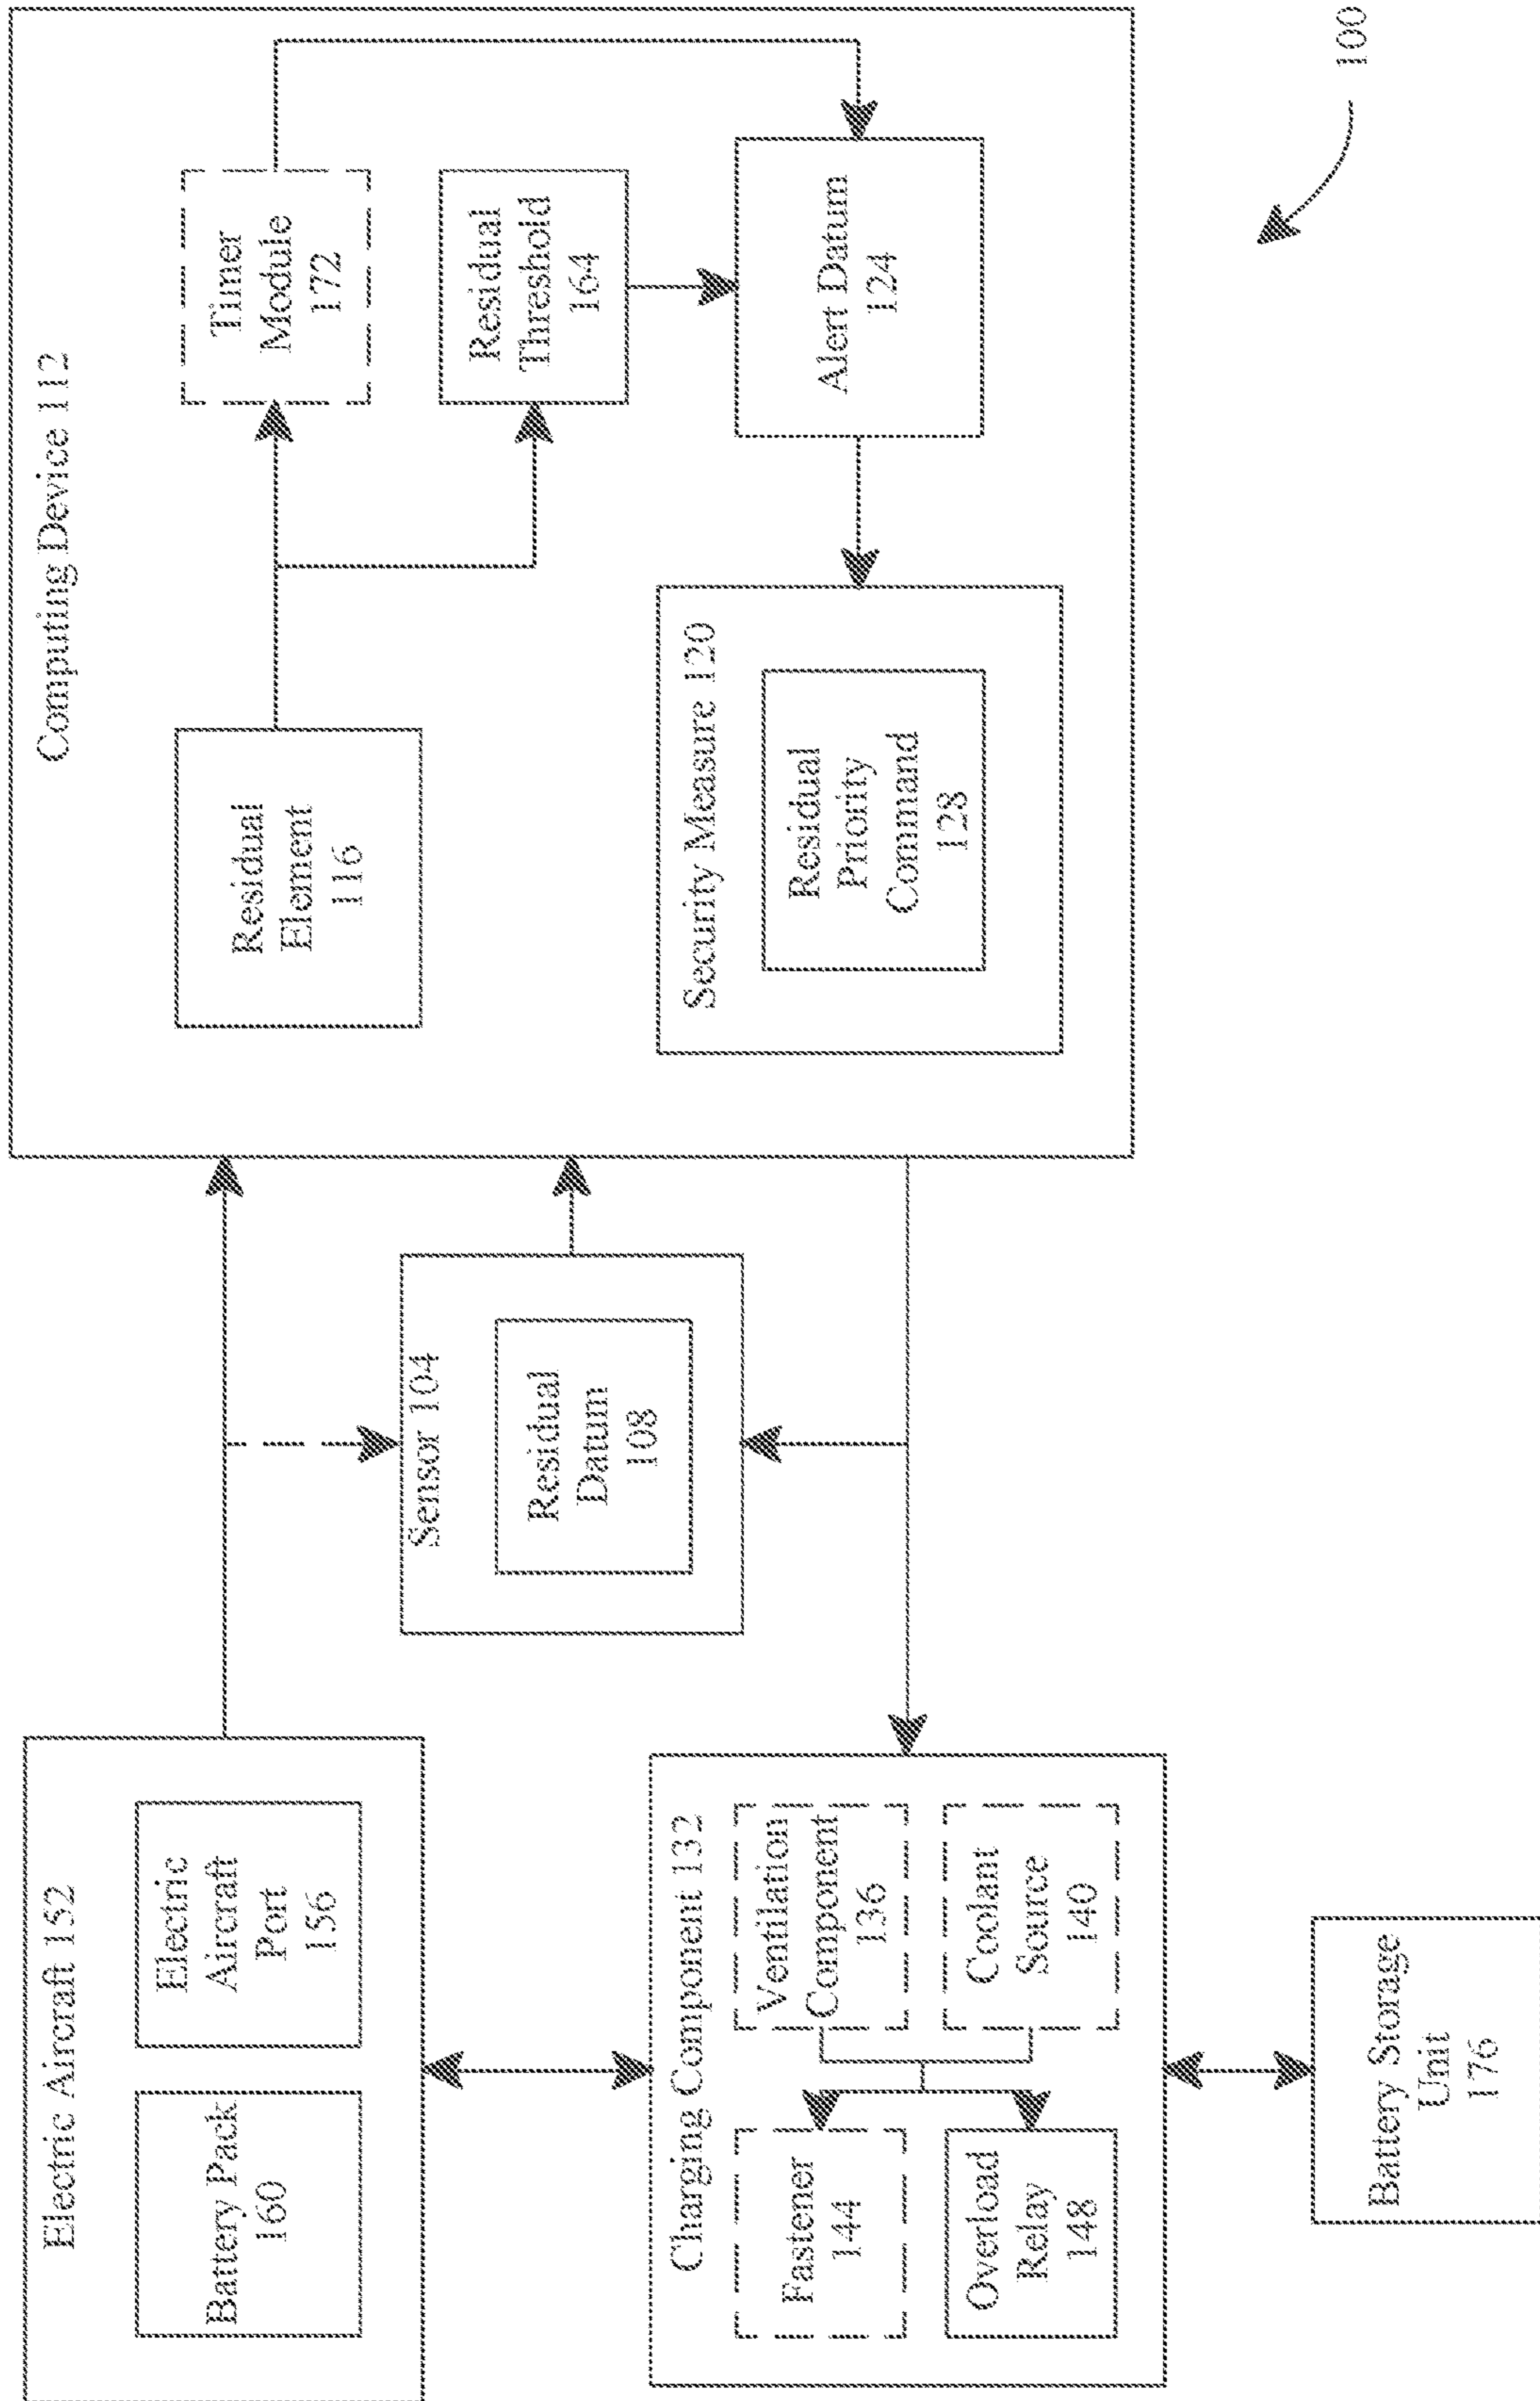 Electric Aircraft 152
Battery Pack
160
Electric
Aircraft
Port
156
Charging Component 132
Fastener
144
Overload
Relay
148
Ventilation
Component
136
Coolant
Source
140
Battery Storage
Unit
176
Sensor 104
Residual
Datum
108
Computing Device 112
Residual
Element
116
Timer
Module
172
Residual
Threshold
164
Alert Datum
124
Security Measure 120
Residual
Priority
Command
128
100